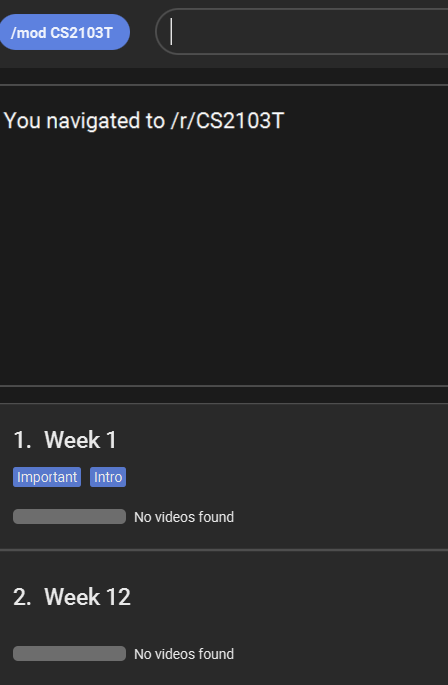 /mod CS2103T
You navigated to /r/CS2103T
1. Week 1
Important Intro
No videos found
2. Week 12
No videos found